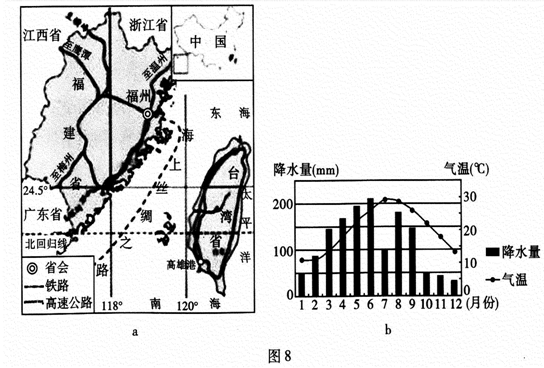 江西省
浙江省
中国
至鹰潭
至温州
福州
福建省
东海
海上丝绸之路
至梅州
24.5°
台湾省
太平洋
广东省
北回归线
高雄港
省会
铁路
高速公路
118°
南海
120°
a
降水量(mm)
气温(℃)
200
100
0
30
20
10
0
降水量
气温
1 2 3 4 5 6 7 8 9 10 11 12 (月份)
b
图8